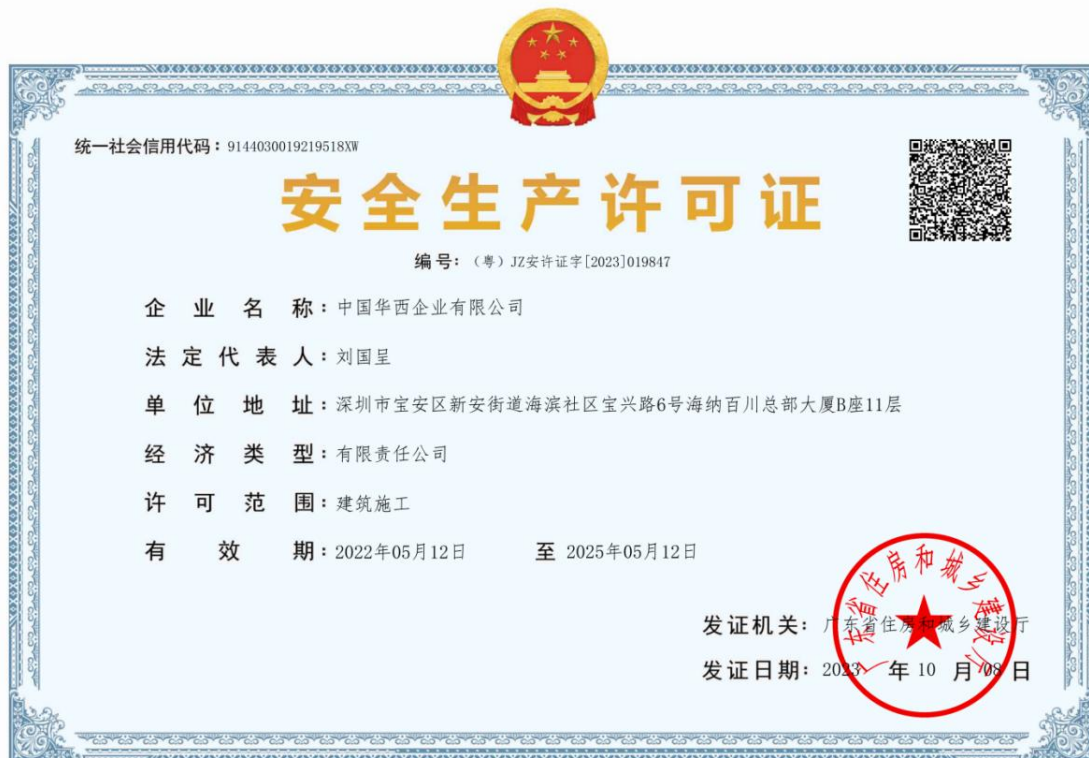 统一社会信用代码：9144030019219518XW
安全生产许可证
编号：（粤）JZ安许证字[2023]019847
企业名称：中国华西企业有限公司
法定代表人：刘国呈
单位地址：深圳市宝安区新安街道海滨社区宝兴路6号海纳百川总部大厦B座11层
经济类型：有限责任公司
许可范围：建筑施工
有效期：2022年05月12日 至 2025年05月12日
发证机关：广东省住房和城乡建设厅
发证日期：2023 年 10 月 08 日
广东省住房和城乡建设厅